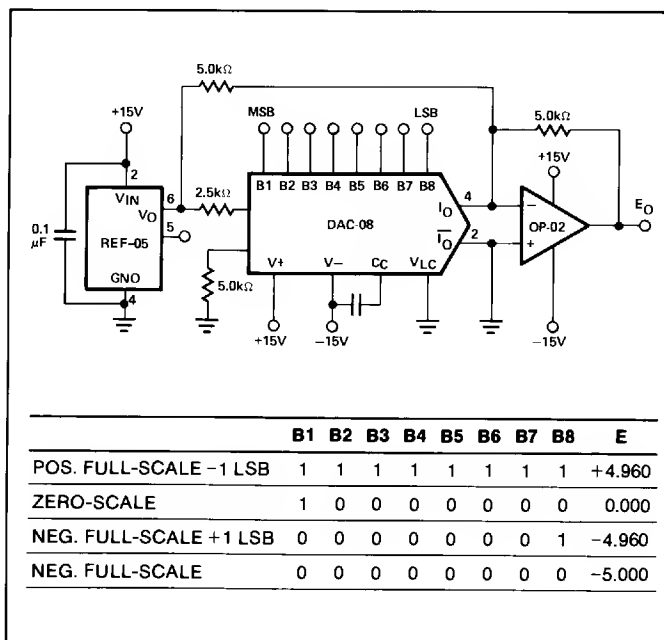 5.0kΩ
+15V
MSB
LSB
5.0kΩ
2
B1 B2 B3 B4 B5 B6 B7 B8
+15V
VIN
6
VO
2.5kΩ
IO
4
−
EO
0.1
μF
REF-05
5
DAC-08
OP-02
IO
2
+
GND
4
5.0kΩ
V+
V−
CC
VLC
+15V
−15V
−15V
B1 B2 B3 B4 B5 B6 B7 B8 E
POS. FULL-SCALE −1 LSB 1 1 1 1 1 1 1 1 +4.960
ZERO-SCALE 1 0 0 0 0 0 0 0 0.000
NEG. FULL-SCALE +1 LSB 0 0 0 0 0 0 0 1 −4.960
NEG. FULL-SCALE 0 0 0 0 0 0 0 0 −5.000